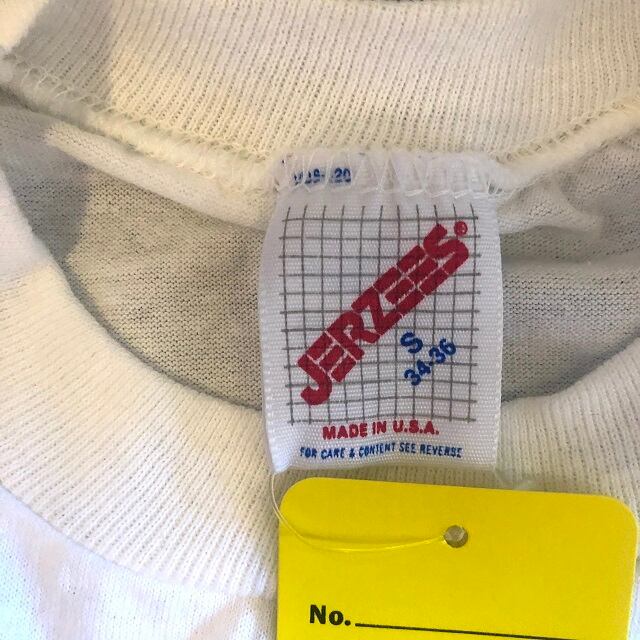 JERZEES®
S
34-36
MADE IN U.S.A.
FOR CARE & CONTENT SEE REVERSE
No.